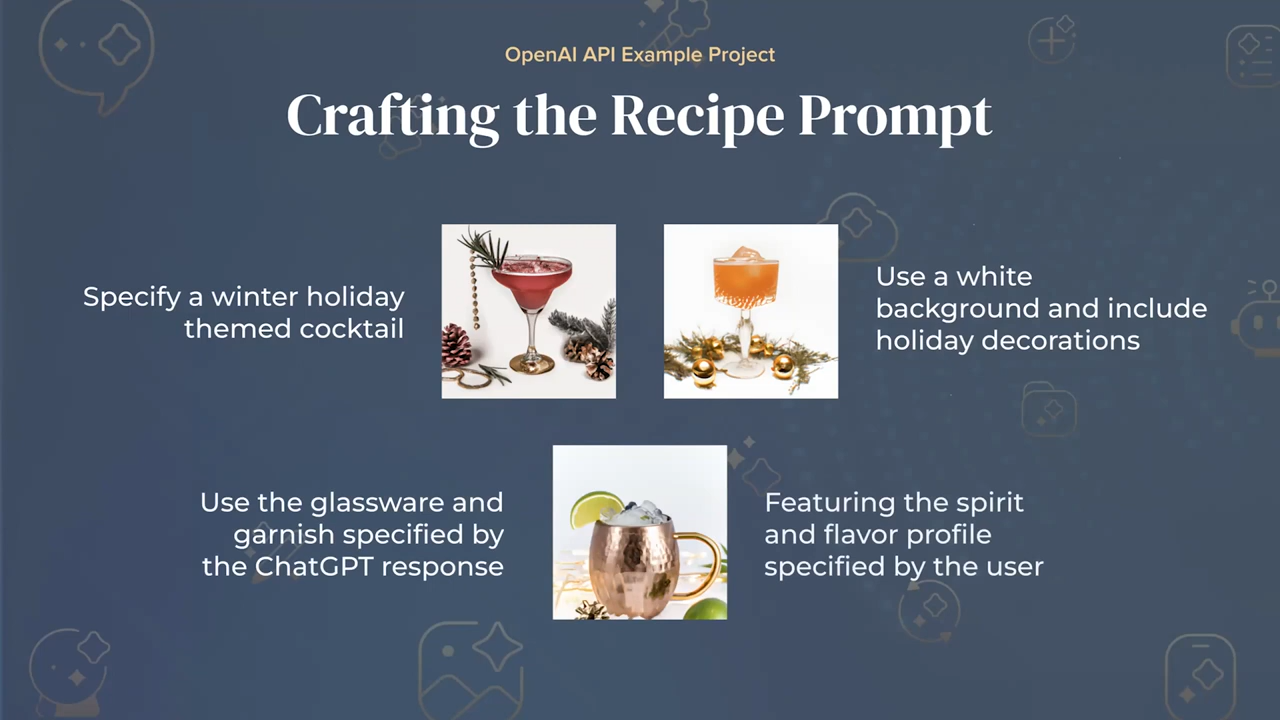 OpenAI API Example Project
Crafting the Recipe Prompt
Specify a winter holiday
themed cocktail
Use a white
background and include
holiday decorations
Use the glassware and
garnish specified by
the ChatGPT response
Featuring the spirit
and flavor profile
specified by the user